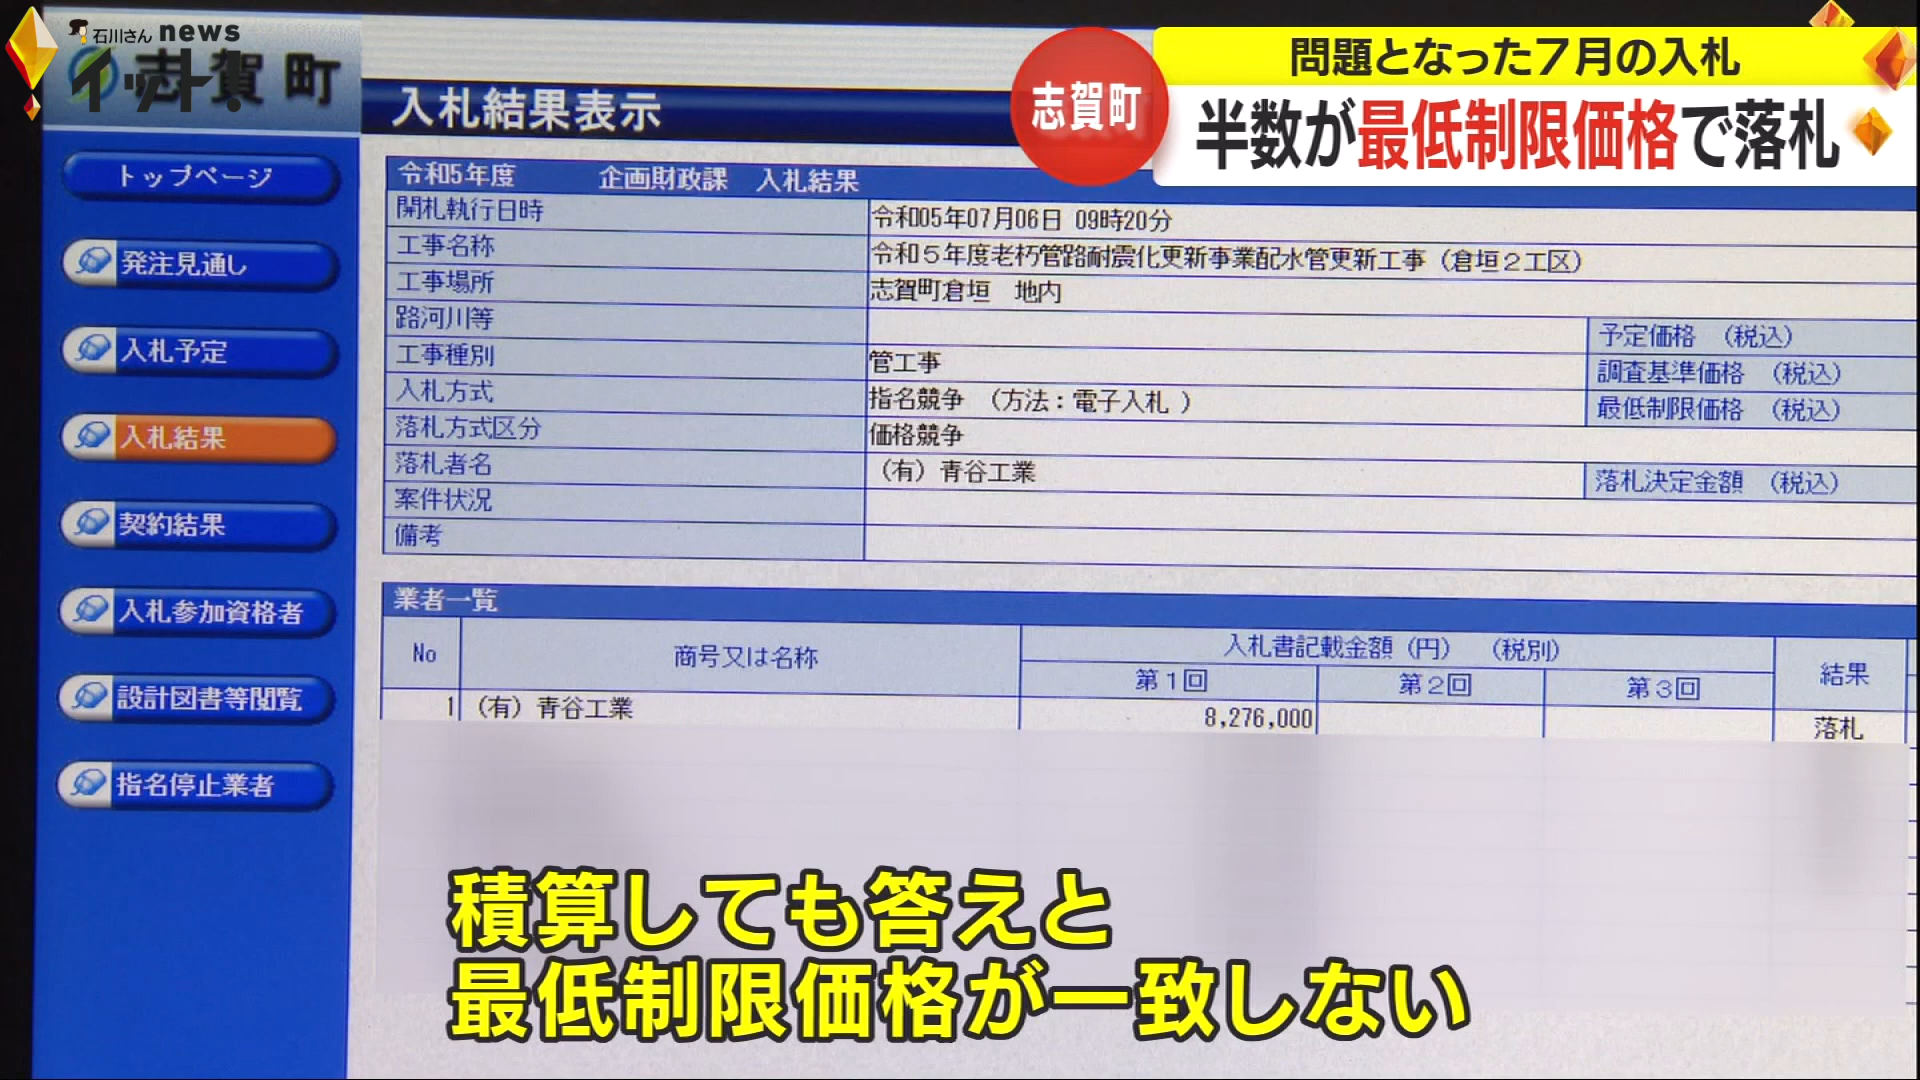 石川さん news
イット!
志賀町
問題となった7月の入札
志賀町
半数が最低制限価格で落札
入札結果表示
トップページ
発注見通し
入札予定
入札結果
契約結果
入札参加資格者
設計図書等閲覧
指名停止業者
令和5年度 企画財政課 入札結果
開札執行日時 令和05年07月06日 09時20分
工事名称 令和5年度老朽管路耐震化更新事業配水管更新工事（倉垣2工区）
工事場所 志賀町倉垣 地内
路河川等 予定価格 （税込）
工事種別 管工事 調査基準価格 （税込）
入札方式 指名競争 （方法：電子入札 ） 最低制限価格 （税込）
落札方式区分 価格競争
落札者名 （有）青谷工業 落札決定金額 （税込）
案件状況
備考
業者一覧
No 商号又は名称 入札書記載金額（円） （税別） 結果
第1回 第2回 第3回
1 （有）青谷工業 8,276,000 落札
積算しても答えと
最低制限価格が一致しない